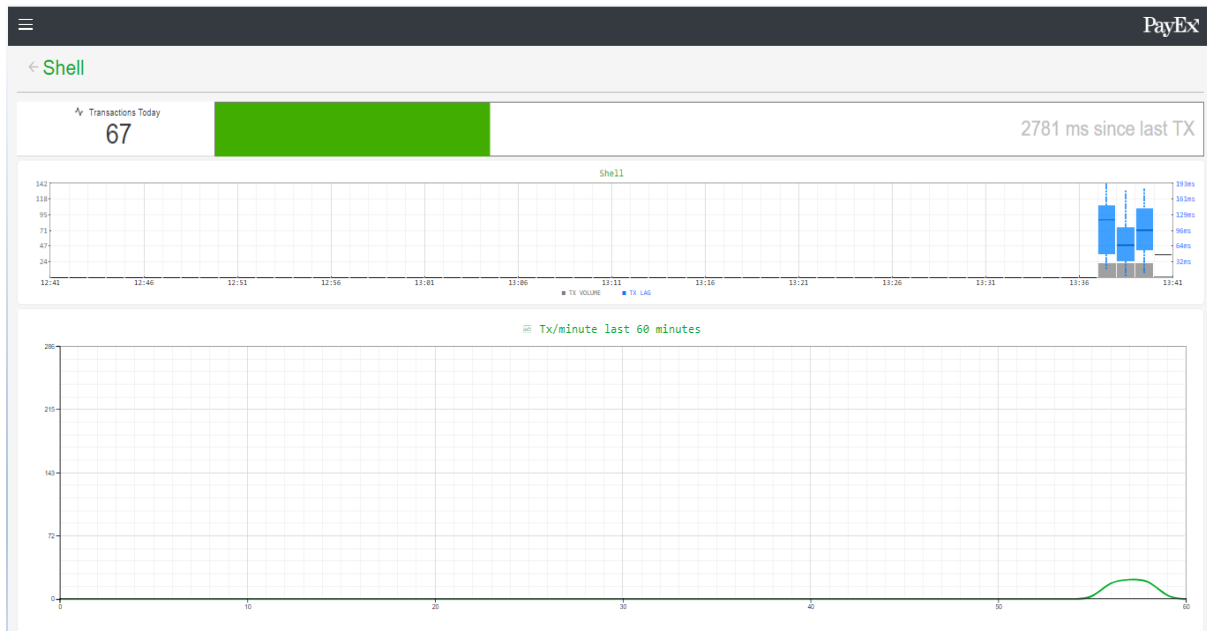 PayEx
← Shell
Transactions Today
67
2781 ms since last TX
Shell
142
118
95
71
47
24
193ms
161ms
129ms
96ms
64ms
32ms
12:41 12:46 12:51 12:56 13:01 13:06 13:11 13:16 13:21 13:26 13:31 13:36 13:41
TX VOLUME TX LAG
Tx/minute last 60 minutes
286
215
143
72
0
0 10 20 30 40 50 60